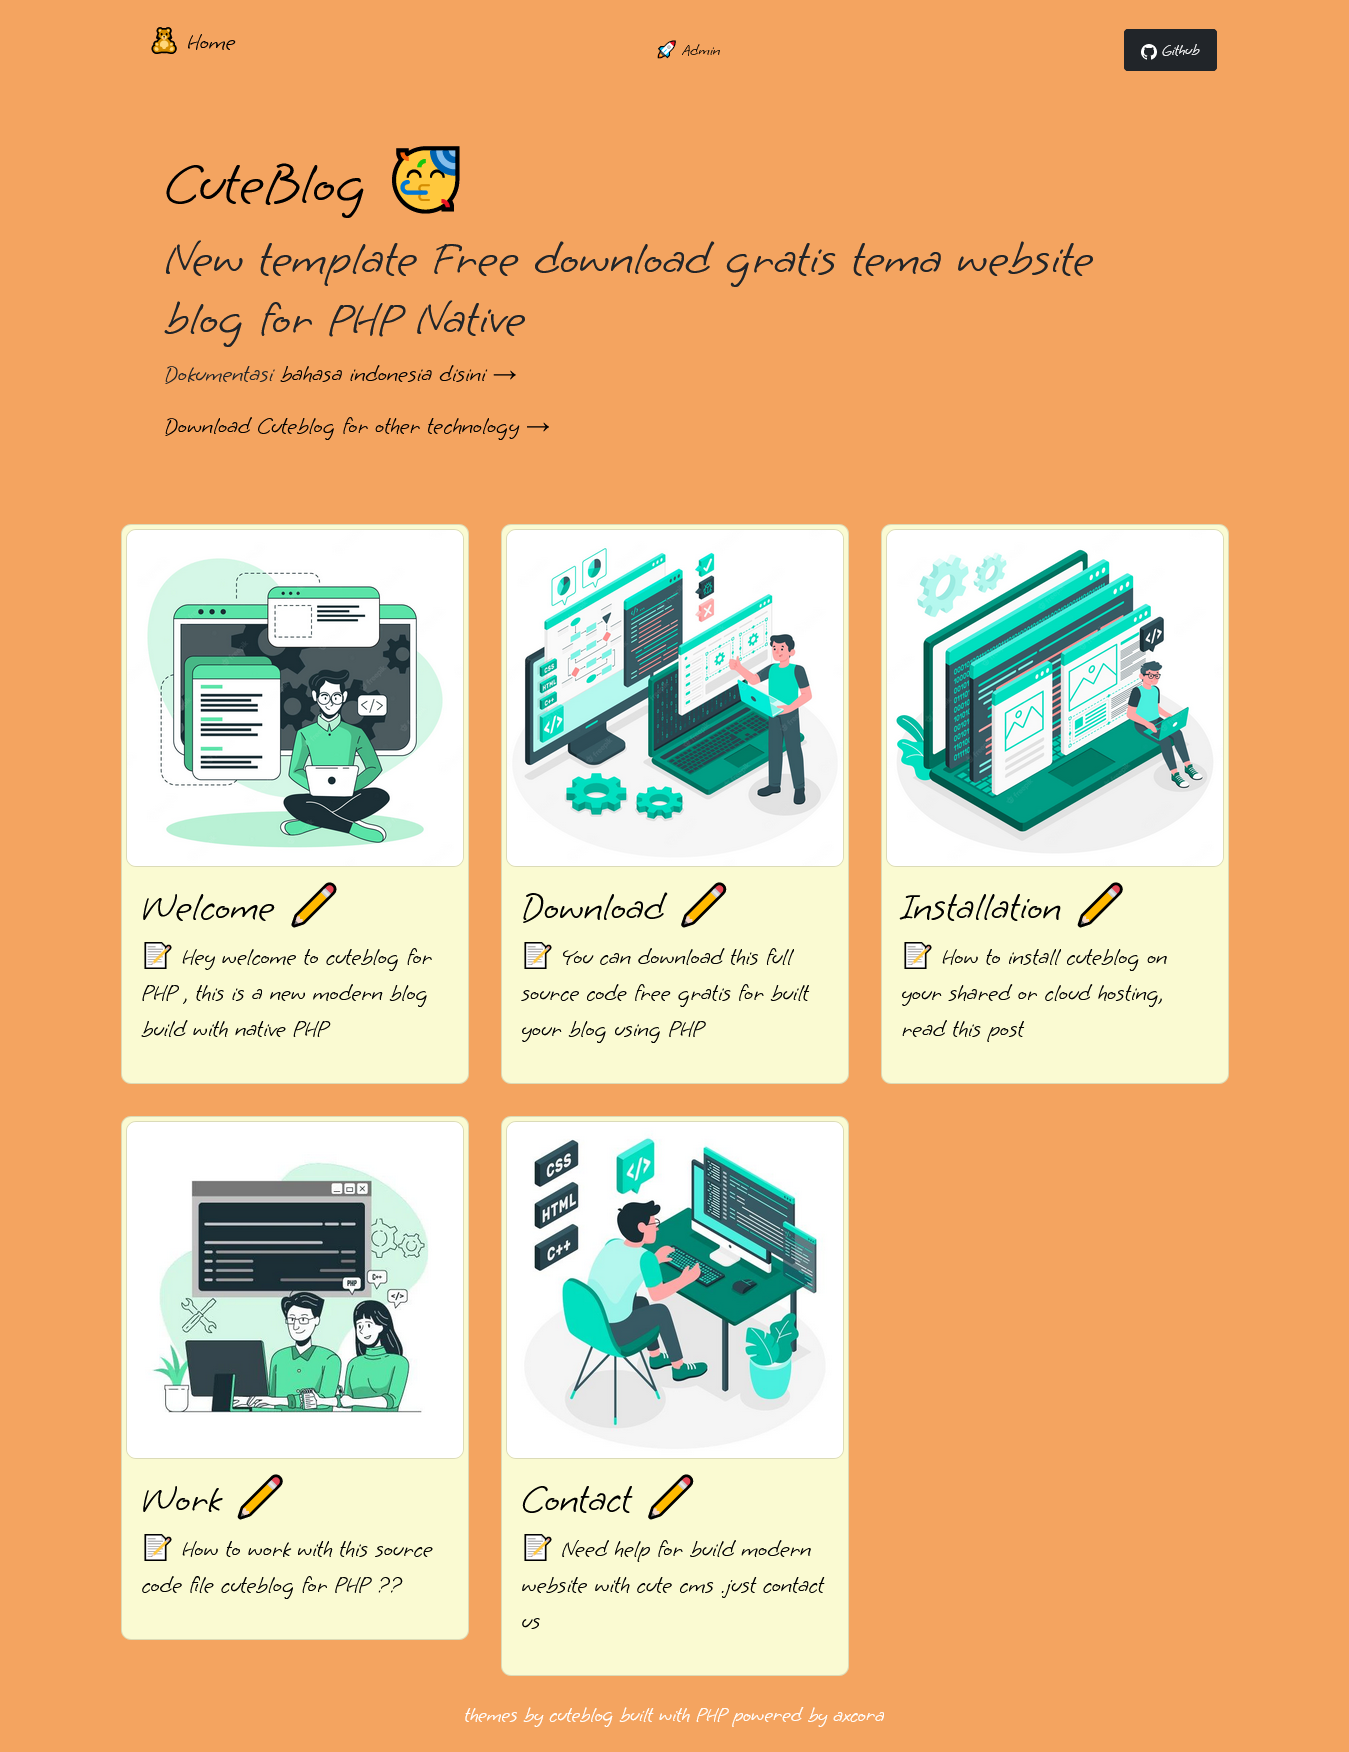 Home
Admin
Github
CuteBlog
New template Free download gratis tema website
blog for PHP Native
Dokumentasi bahasa indonesia disini →
Download Cuteblog for other technology →
</>
CSS
HTML
C++
</>
</>
Welcome
Hey welcome to cuteblog for
PHP , this is a new modern blog
build with native PHP
Download
You can download this full
source code free gratis for built
your blog using PHP
Installation
How to install cuteblog on
your shared or cloud hosting,
read this post
PHP
C++
</>
CSS
HTML
C++
</>
Work
How to work with this source
code file cuteblog for PHP ??
Contact
Need help for build modern
website with cute cms .just contact
us
themes by cuteblog built with PHP powered by axcora